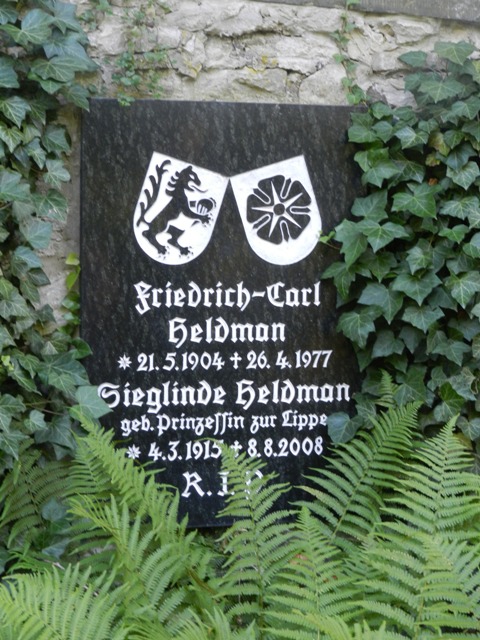 Friedrich-Carl
Heldman
* 21.5.1904 + 26.4.1977
Sieglinde Heldman
geb. Prinzessin zur Lippe
* 4.3.1915 + 8.8.2008
R.I.P.